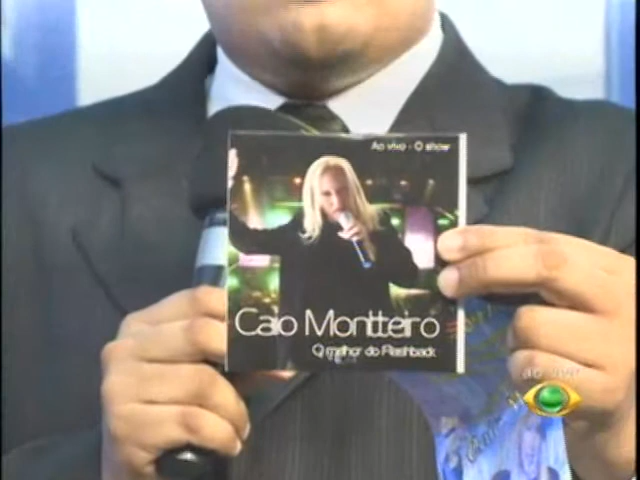 Ao vivo - O show
Caio Montteiro
O melhor do Flashback
ao vivo